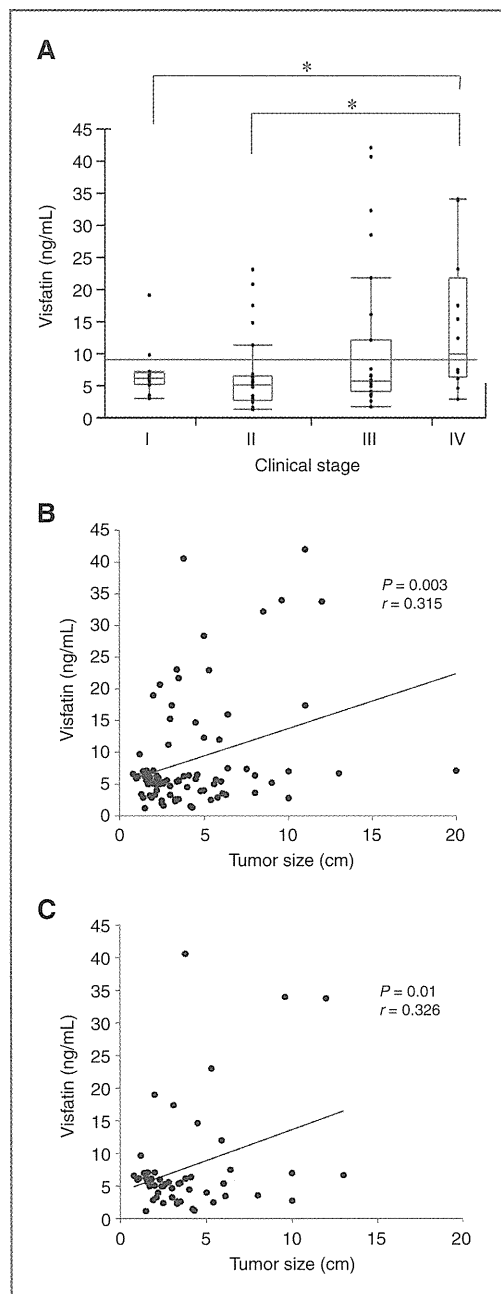 A
*
*
45
40
35
30
25
20
15
10
5
0
Visfatin (ng/mL)
I II III IV
Clinical stage
B
45
40
35
30
25
20
15
10
5
0
Visfatin (ng/mL)
P = 0.003
r = 0.315
0 5 10 15 20
Tumor size (cm)
C
45
40
35
30
25
20
15
10
5
0
Visfatin (ng/mL)
P = 0.01
r = 0.326
0 5 10 15 20
Tumor size (cm)